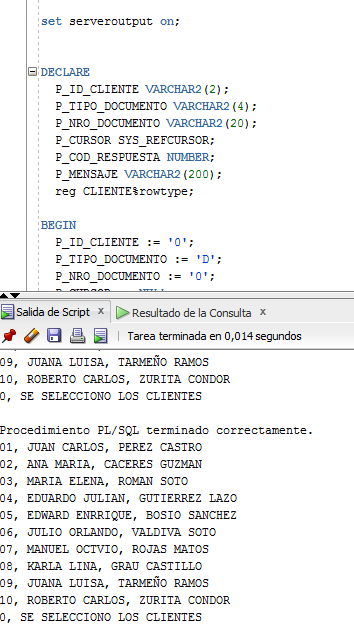 set serveroutput on;
DECLARE
P_ID_CLIENTE VARCHAR2(2);
P_TIPO_DOCUMENTO VARCHAR2(4);
P_NRO_DOCUMENTO VARCHAR2(20);
P_CURSOR SYS_REFCURSOR;
P_COD_RESPUESTA NUMBER;
P_MENSAJE VARCHAR2(200);
reg CLIENTE%rowtype;
BEGIN
P_ID_CLIENTE := '0';
P_TIPO_DOCUMENTO := 'D';
P_NRO_DOCUMENTO := '0';
Salida de Script x Resultado de la Consulta x
Tarea terminada en 0,014 segundos
09, JUANA LUISA, TARMEÑO RAMOS
10, ROBERTO CARLOS, ZURITA CONDOR
0, SE SELECCIONO LOS CLIENTES
Procedimiento PL/SQL terminado correctamente.
01, JUAN CARLOS, PEREZ CASTRO
02, ANA MARIA, CACERES GUZMAN
03, MARIA ELENA, ROMAN SOTO
04, EDUARDO JULIAN, GUTIERREZ LAZO
05, EDWARD ENRRIQUE, BOSIO SANCHEZ
06, JULIO ORLANDO, VALDIVA SOTO
07, MANUEL OCTVIO, ROJAS MATOS
08, KARLA LINA, GRAU CASTILLO
09, JUANA LUISA, TARMEÑO RAMOS
10, ROBERTO CARLOS, ZURITA CONDOR
0, SE SELECCIONO LOS CLIENTES